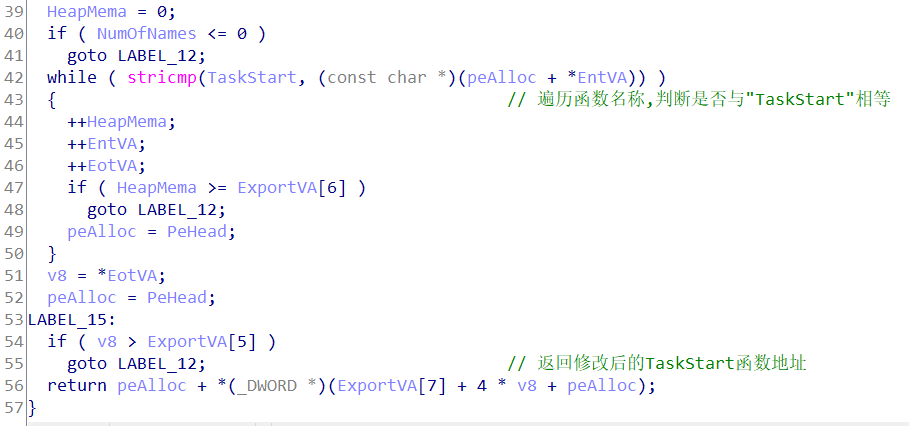 39 HeapMema = 0;
40 if ( NumOfNames <= 0 )
41 goto LABEL_12;
42 while ( stricmp(TaskStart, (const char *)(peAlloc + *EntVA)) )
43 { // 遍历函数名称,判断是否与"TaskStart"相等
44 ++HeapMema;
45 ++EntVA;
46 ++EotVA;
47 if ( HeapMema >= ExportVA[6] )
48 goto LABEL_12;
49 peAlloc = PeHead;
50 }
51 v8 = *EotVA;
52 peAlloc = PeHead;
53 LABEL_15:
54 if ( v8 > ExportVA[5] )
55 goto LABEL_12; // 返回修改后的TaskStart函数地址
56 return peAlloc + *(_DWORD *)(ExportVA[7] + 4 * v8 + peAlloc);
57 }